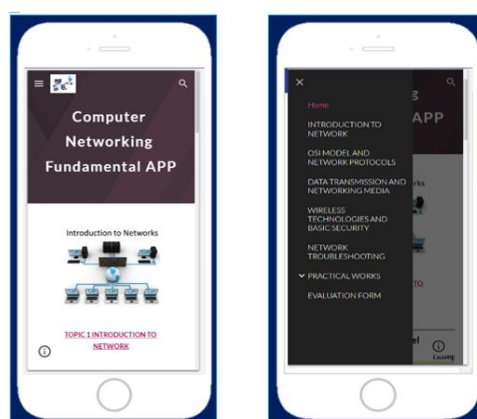 Computer
Networking
Fundamental APP
Introduction to Networks
TOPIC 1 INTRODUCTION TO
NETWORK
Home
INTRODUCTION TO
NETWORK
OSI MODEL AND
NETWORK PROTOCOLS
DATA TRANSMISSION AND
NETWORKING MEDIA
WIRELESS
TECHNOLOGIES AND
BASIC SECURITY
NETWORK
TROUBLESHOOTING
PRACTICAL WORKS
EVALUATION FORM
APP
TO